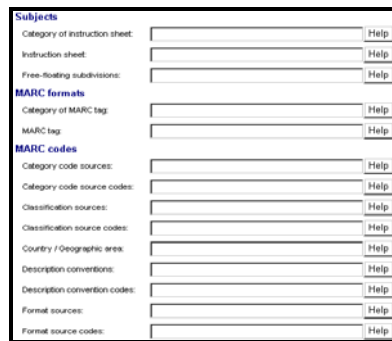 Subjects
Category of instruction sheet: Help
Instruction sheet: Help
Free-floating subdivisions: Help
MARC formats
Category of MARC tag: Help
MARC tag: Help
MARC codes
Category code sources: Help
Category code source codes: Help
Classification sources: Help
Classification source codes: Help
Country / Geographic area: Help
Description conventions: Help
Description convention codes: Help
Format sources: Help
Format source codes: Help